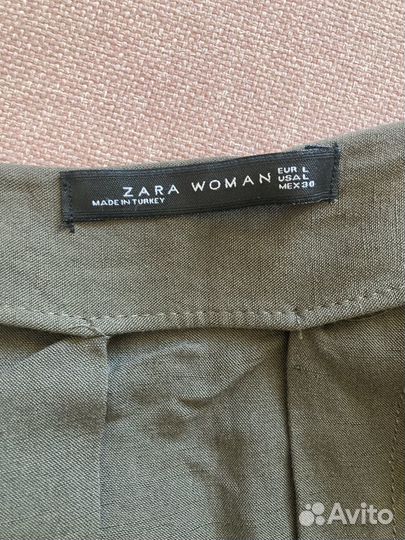 ZARA WOMAN
MADE IN TURKEY
EUR L
USA L
MEX 30
Avito